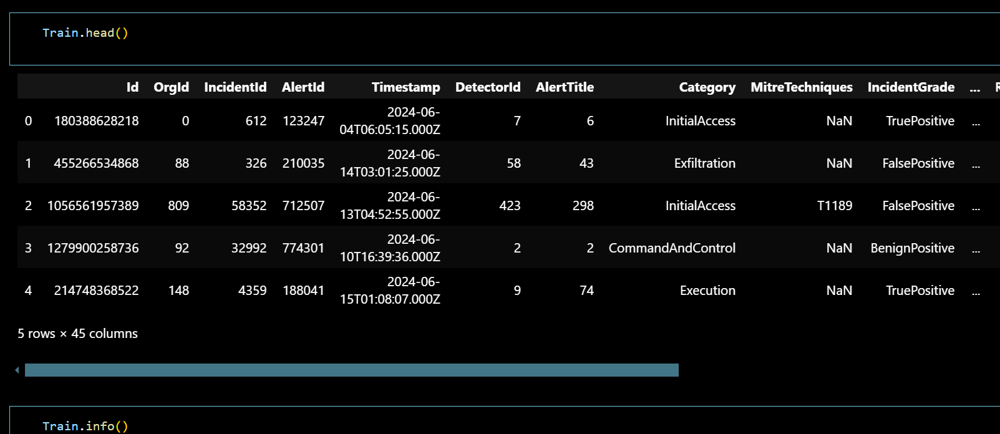 Train.head()
Id OrgId IncidentId AlertId Timestamp DetectorId AlertTitle Category MitreTechniques IncidentGrade ...
0 180388628218 0 612 123247 2024-06-04T06:05:15.000Z 7 6 InitialAccess NaN TruePositive ...
1 455266534868 88 326 210035 2024-06-14T03:01:25.000Z 58 43 Exfiltration NaN FalsePositive ...
2 1056561957389 809 58352 712507 2024-06-13T04:52:55.000Z 423 298 InitialAccess T1189 FalsePositive ...
3 1279900258736 92 32992 774301 2024-06-10T16:39:36.000Z 2 2 CommandAndControl NaN BenignPositive ...
4 214748368522 148 4359 188041 2024-06-15T01:08:07.000Z 9 74 Execution NaN TruePositive ...
5 rows × 45 columns
Train.info()